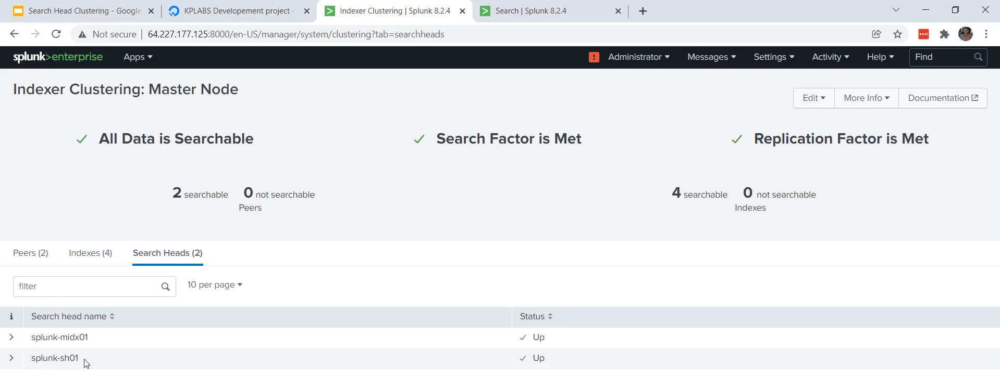 Search Head Clustering - Google
KPLABS Developement project -
Indexer Clustering | Splunk 8.2.4
Search | Splunk 8.2.4
Not secure | 64.227.177.125:8000/en-US/manager/system/clustering?tab=searchheads
splunk>enterprise Apps
Administrator Messages Settings Activity Help Find
Indexer Clustering: Master Node
Edit More Info Documentation
All Data is Searchable
Search Factor is Met
Replication Factor is Met
2 searchable 0 not searchable
Peers
4 searchable 0 not searchable
Indexes
Peers (2) Indexes (4) Search Heads (2)
filter 10 per page
i Search head name Status
splunk-midx01 Up
splunk-sh01 Up